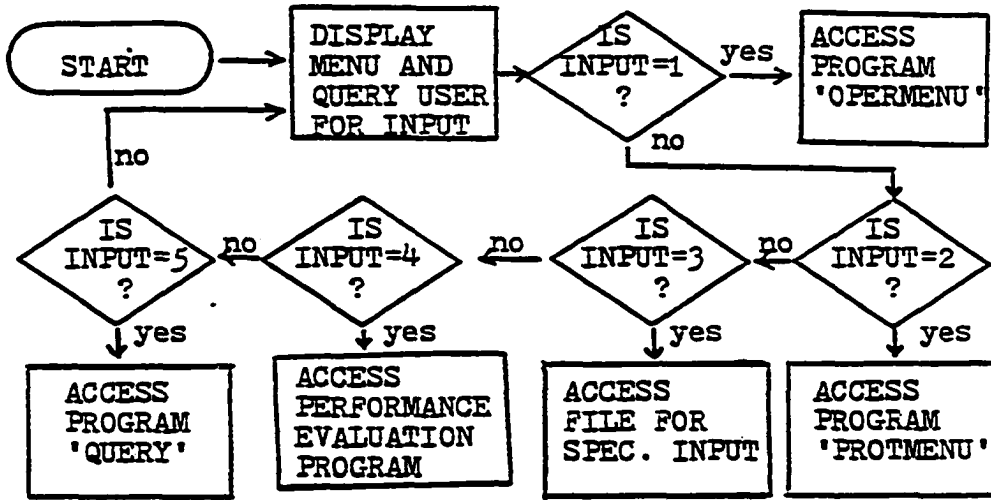 START
DISPLAY
MENU AND
QUERY USER
FOR INPUT
IS
INPUT=1
?
yes
ACCESS
PROGRAM
'OPERMENU'
no
no
IS
INPUT=5
?
no
IS
INPUT=4
?
no
IS
INPUT=3
?
no
IS
INPUT=2
?
yes
yes
yes
yes
ACCESS
PROGRAM
'QUERY'
ACCESS
PERFORMANCE
EVALUATION
PROGRAM
ACCESS
FILE FOR
SPEC. INPUT
ACCESS
PROGRAM
'PROTMENU'